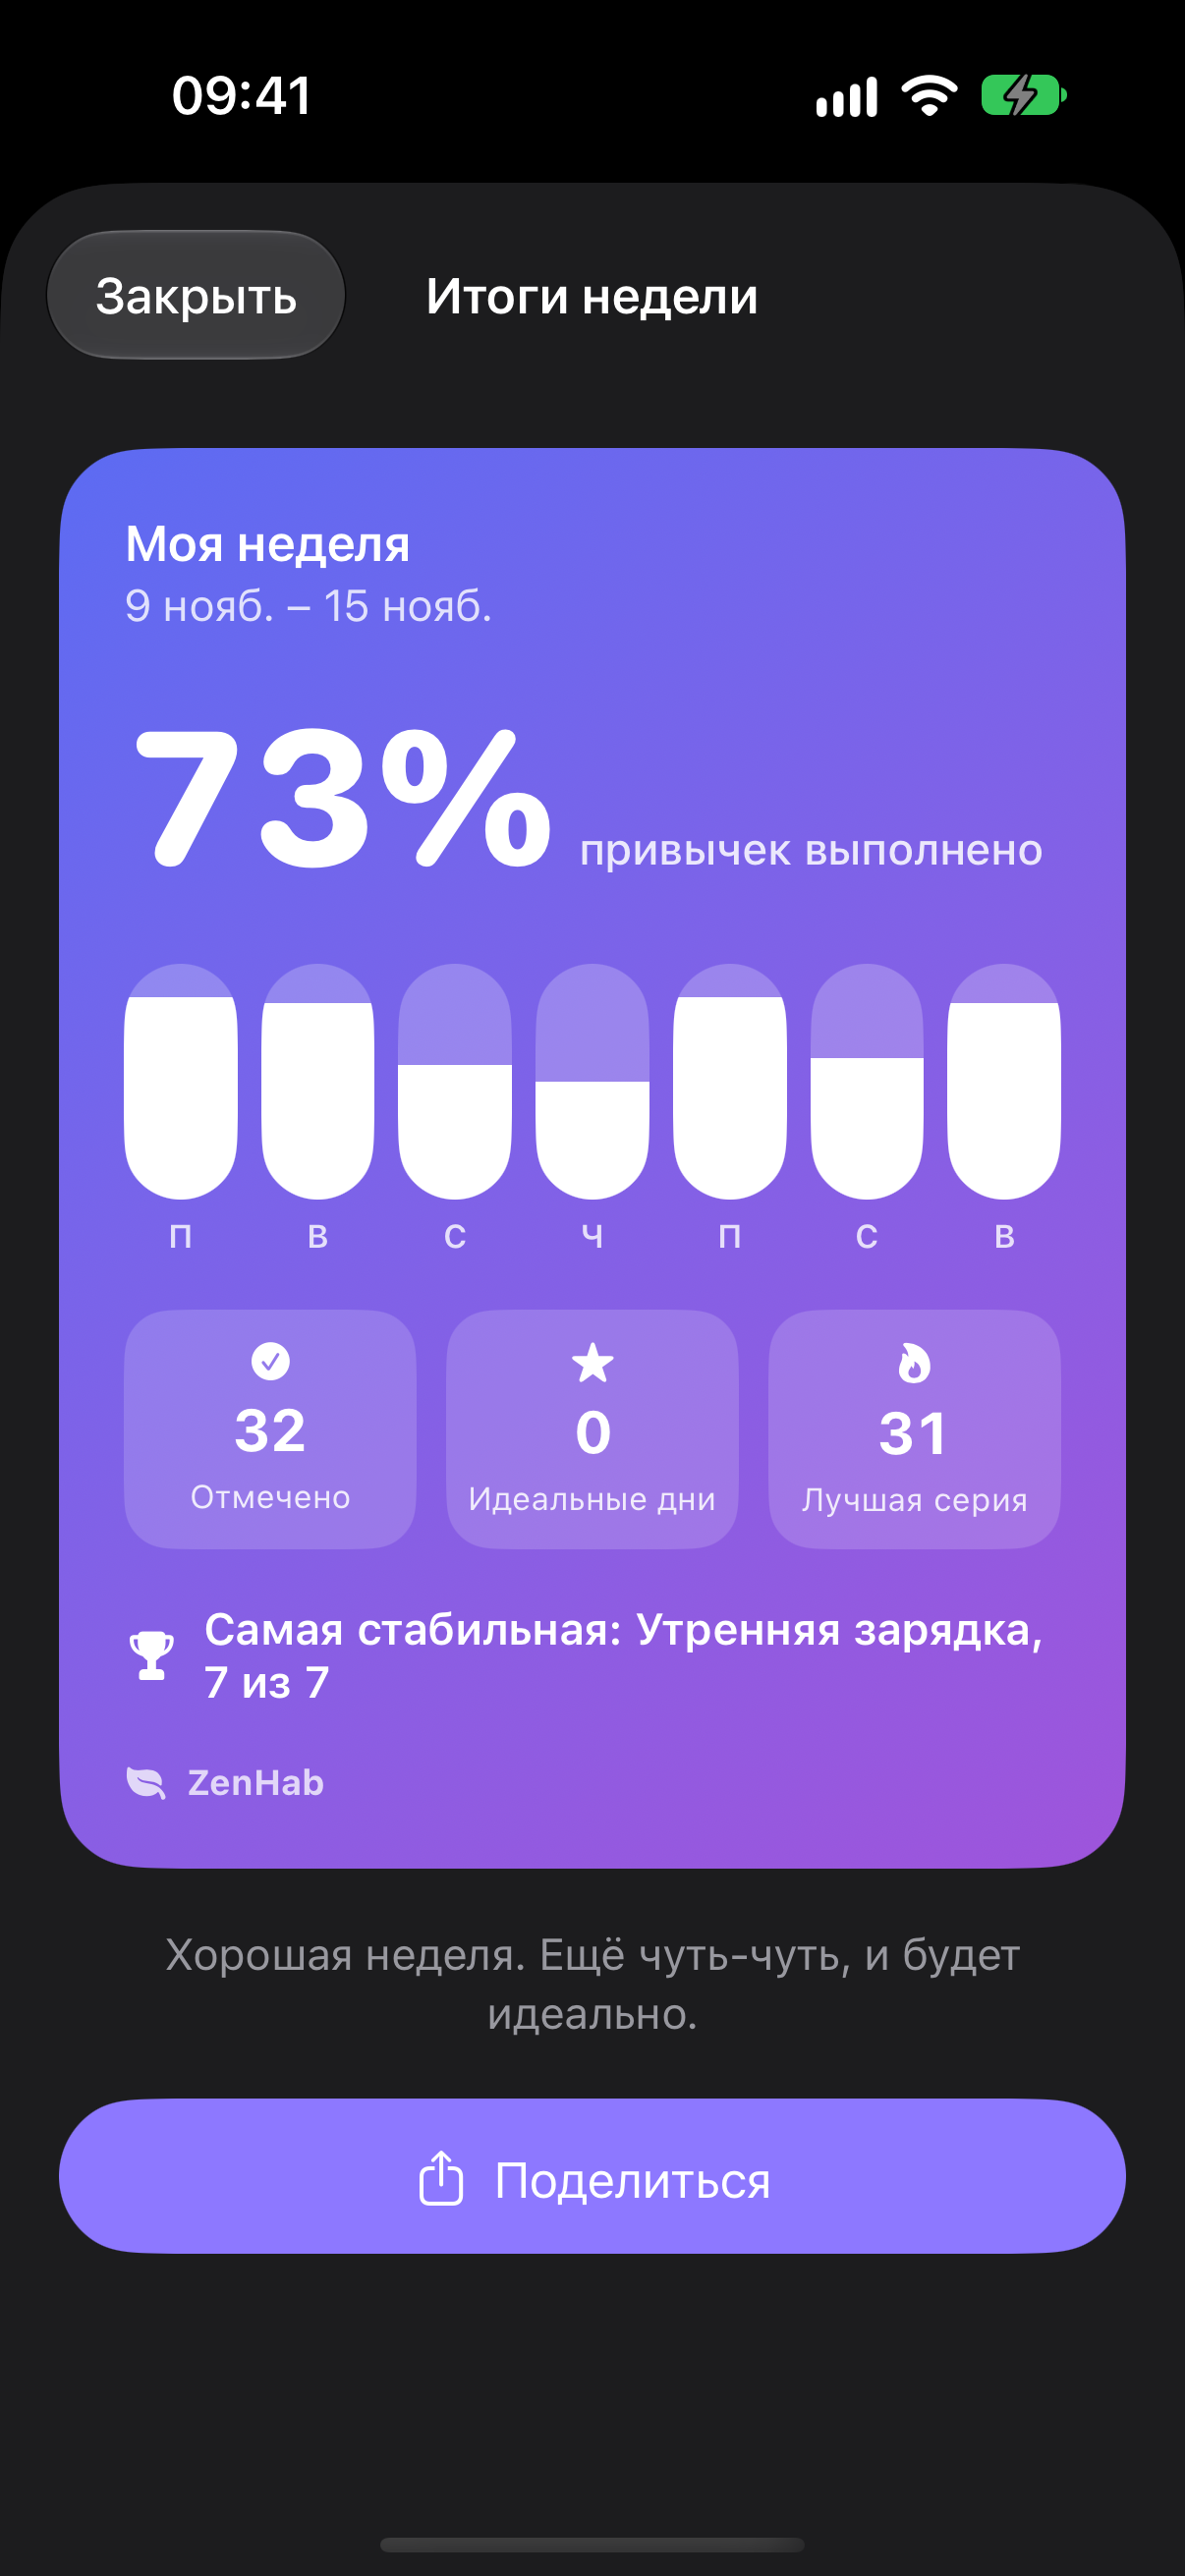 09:41
Закрыть
Итоги недели
Моя неделя
9 нояб. – 15 нояб.
73% привычек выполнено
п в с ч п с в
32
Отмечено
0
Идеальные дни
31
Лучшая серия
Самая стабильная: Утренняя зарядка,
7 из 7
ZenHab
Хорошая неделя. Ещё чуть-чуть, и будет
идеально.
Поделиться